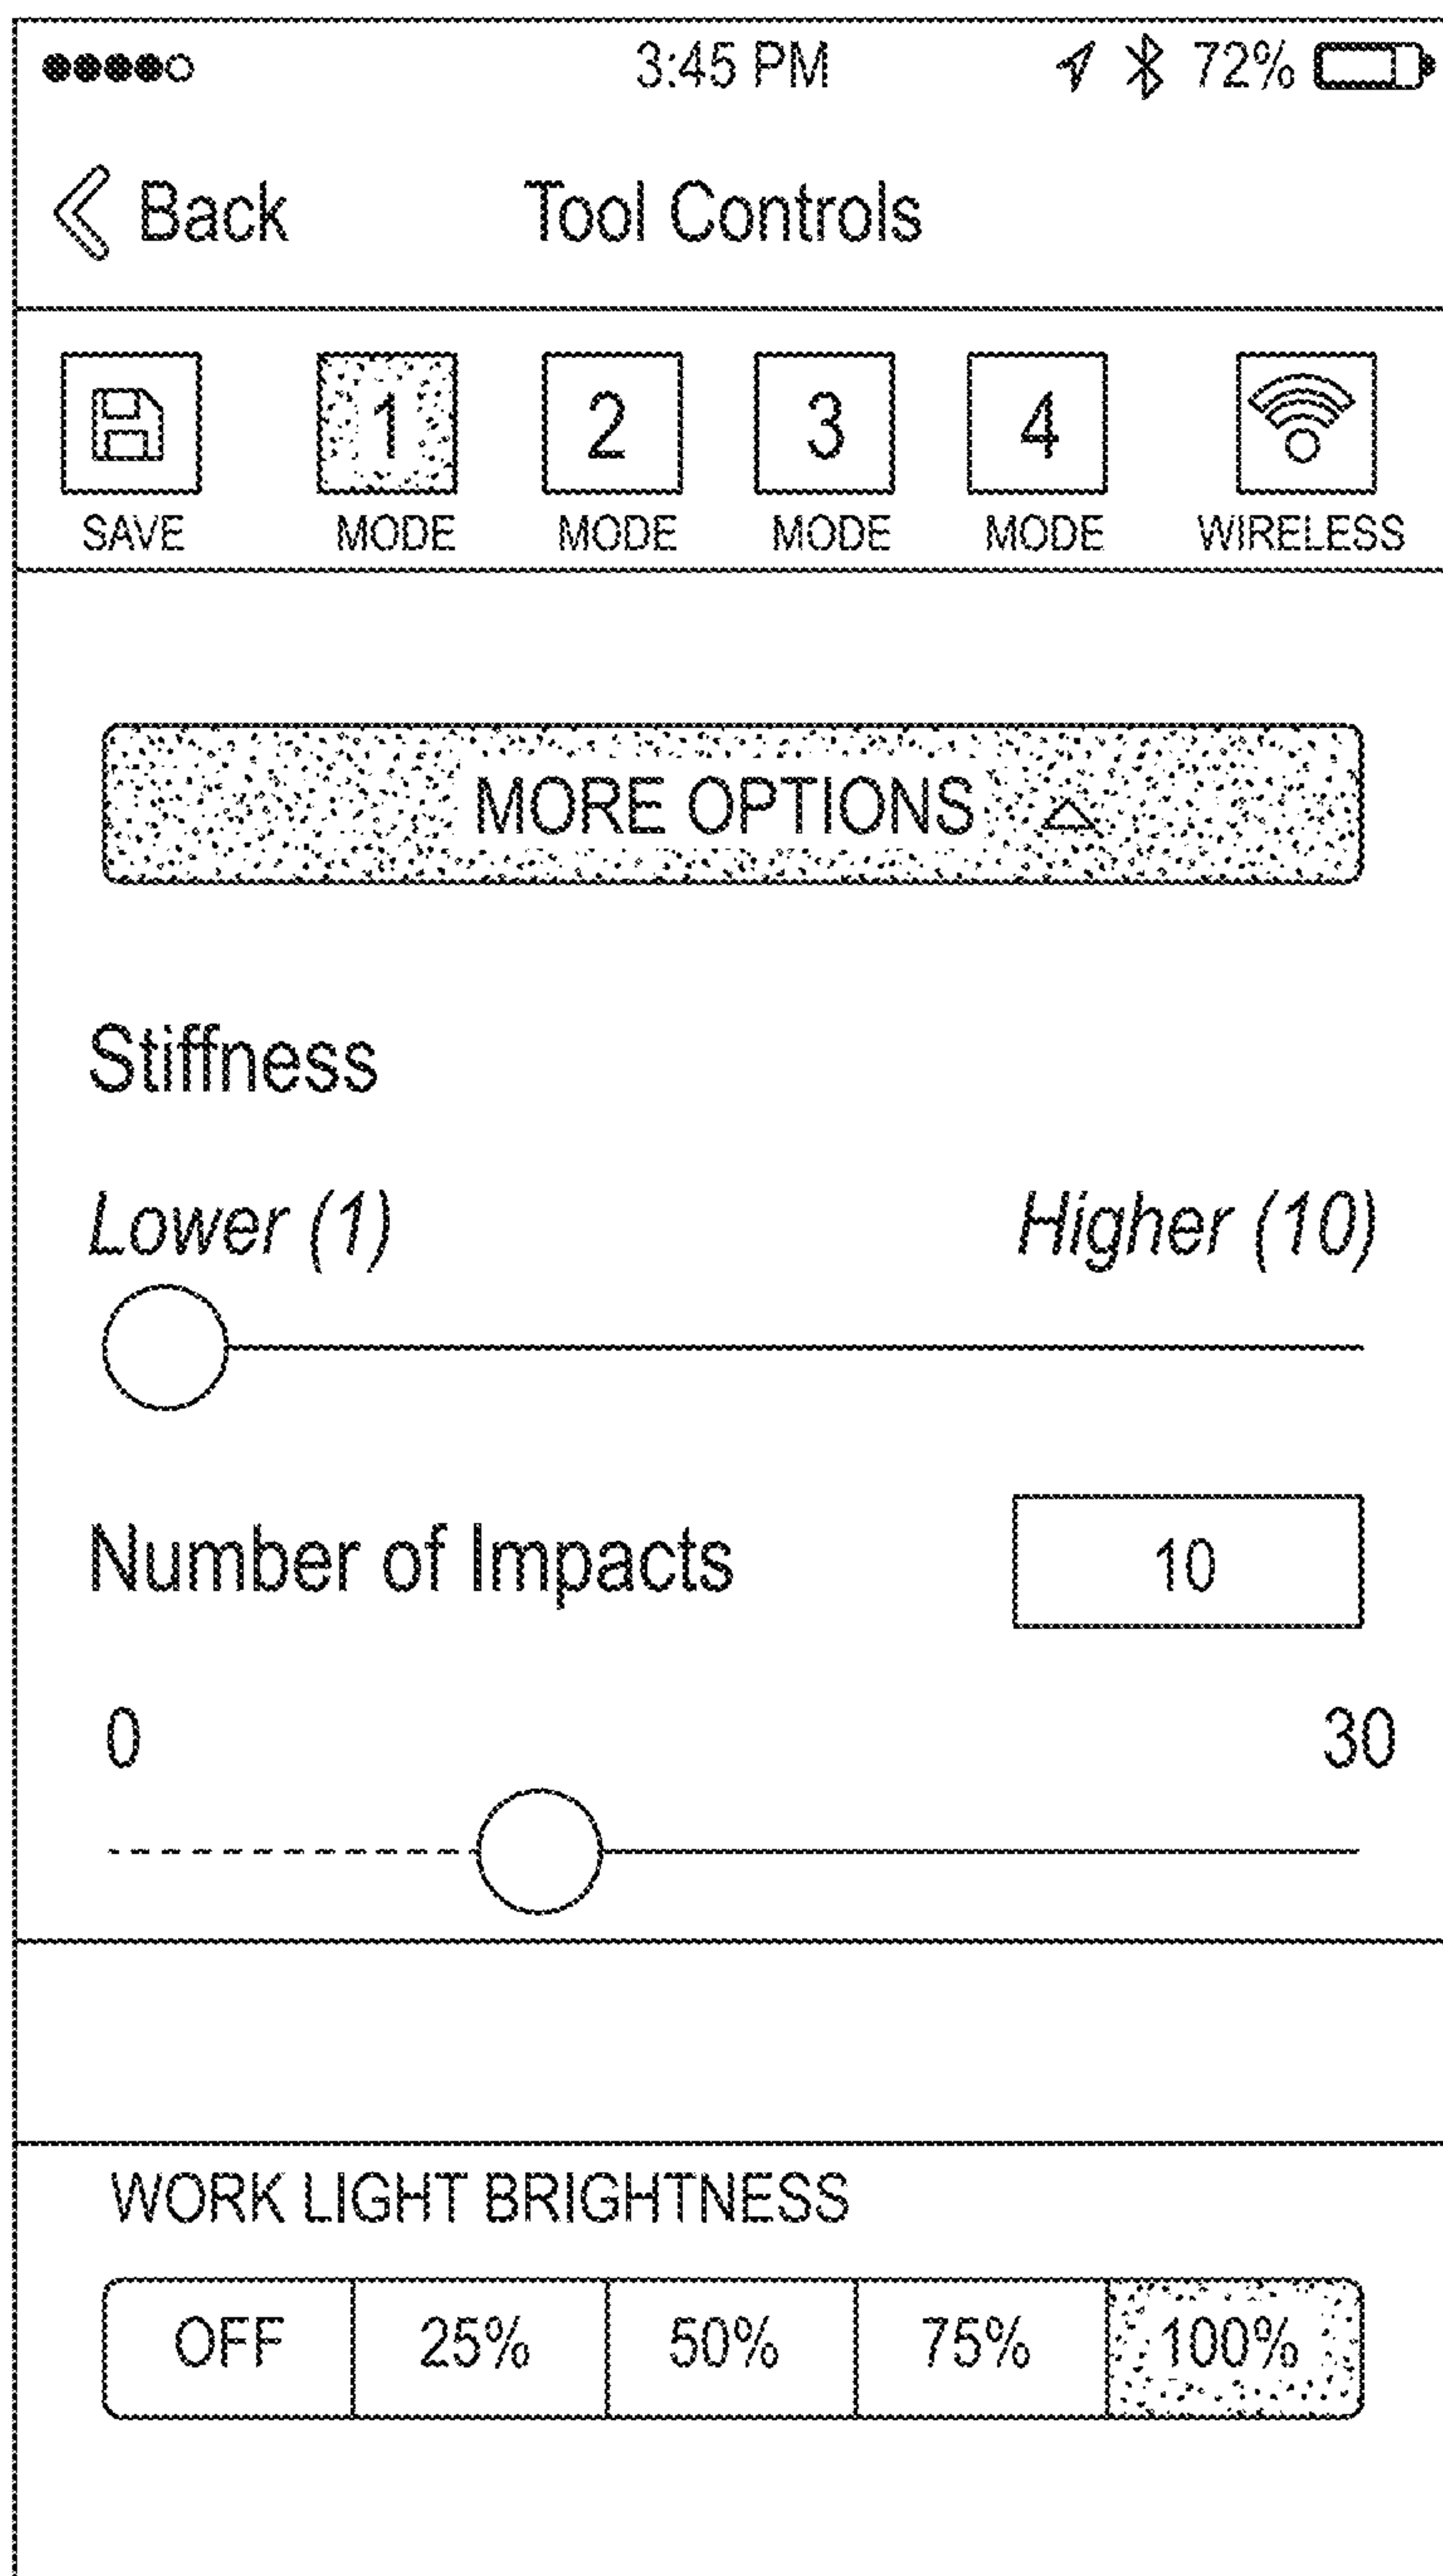 3:45 PM 72%
Back Tool Controls
1 2 3 4
SAVE MODE MODE MODE MODE WIRELESS
MORE OPTIONS
Stiffness
Lower (1) Higher (10)
Number of Impacts 10
0 30
WORK LIGHT BRIGHTNESS
OFF 25% 50% 75% 100%